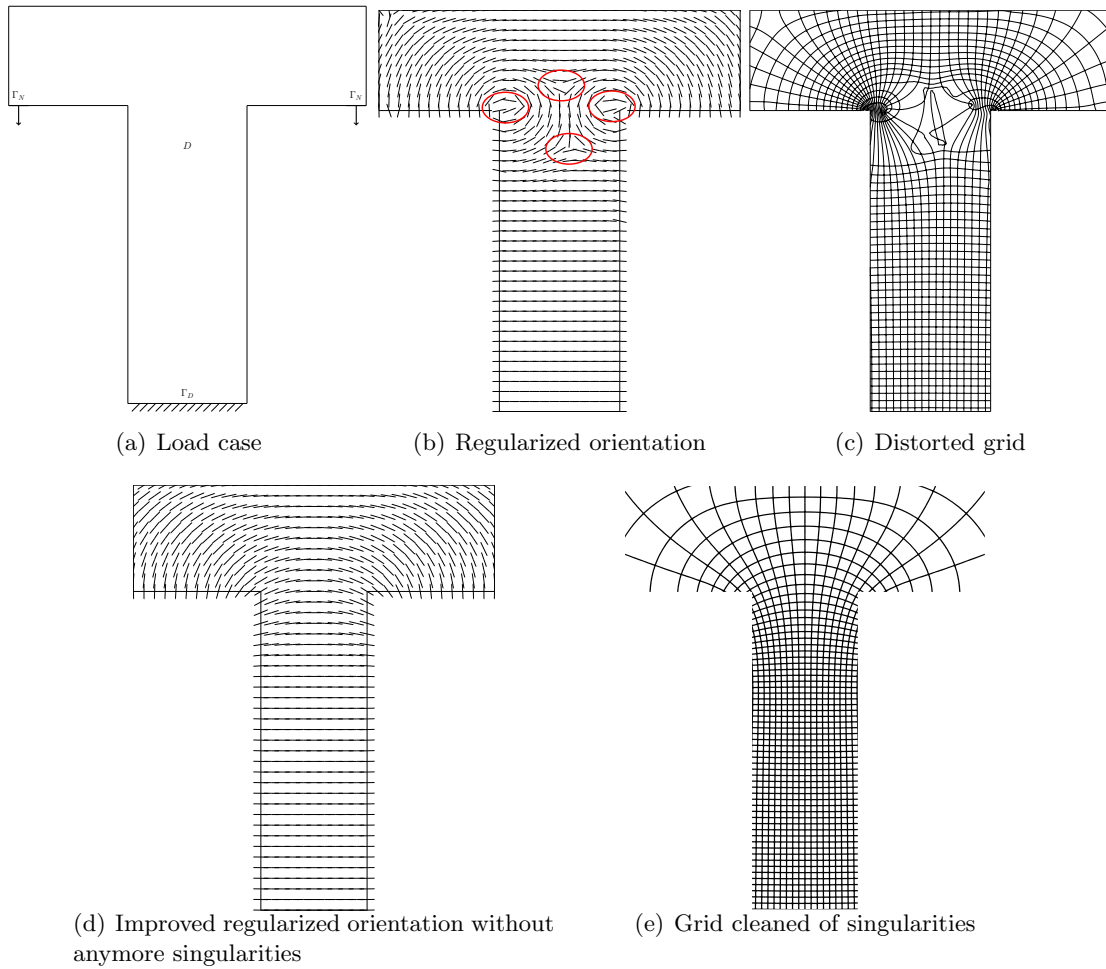 Γ_N
Γ_N
D
Γ_D
(a) Load case
(b) Regularized orientation
(c) Distorted grid
(d) Improved regularized orientation without
anymore singularities
(e) Grid cleaned of singularities